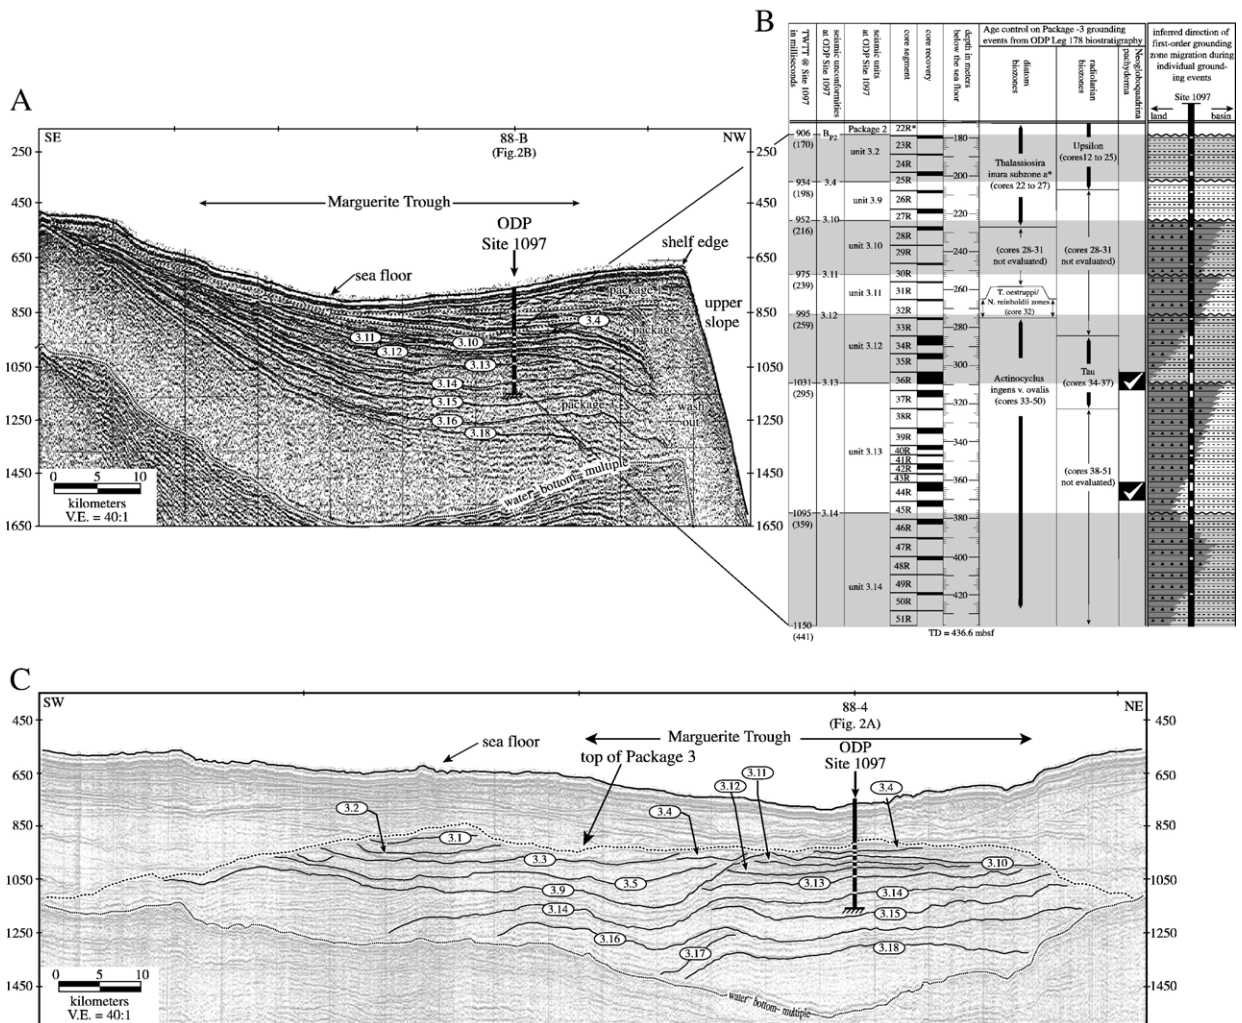 A
SE
88-B
(Fig.2B)
NW
250
450
650
850
1050
1250
1450
1650
250
450
650
850
1050
1250
1450
1650
Marguerite Trough
ODP
Site 1097
shelf edge
sea floor
upper
slope
package
package
package
3.4
3.11
3.10
3.12
3.13
3.14
3.15
3.16
3.18
wash
out
water-bottom-multiple
0 5 10
kilometers
V.E. = 40:1
B
TWTT @ Site 1097
in milliseconds
seismic unconformities
at ODP Site 1097
seismic units
at ODP Site 1097
core segment
core recovery
depth in meters
below the sea floor
Age control on Package -3 grounding
events from ODP Leg 178 biostratigraphy
diatom
biozones
radiolarian
biozones
Neogloboquadrina
pachyderma
inferred direction of
first-order grounding
zone migration during
individual ground-
ing events
Site 1097
land
basin
906
(170)
934
(198)
952
(216)
975
(239)
995
(259)
1031
(295)
1095
(359)
1150
(441)
BP2
3.4
3.10
3.11
3.12
3.13
3.14
Package 2
unit 3.2
unit 3.9
unit 3.10
unit 3.11
unit 3.12
unit 3.13
unit 3.14
22R*
23R
24R
25R
26R
27R
28R
29R
30R
31R
32R
33R
34R
35R
36R
37R
38R
39R
40R
41R
42R
43R
44R
45R
46R
47R
48R
49R
50R
51R
180
200
220
240
260
280
300
320
340
360
380
400
420
Thalassiosira
inura subzone a*
(cores 22 to 27)
(cores 28-31
not evaluated)
T. oestruppi/
N. reinholdii zones
(core 32)
Actinocyclus
ingens v. ovalis
(cores 33-50)
Upsilon
(cores12 to 25)
(cores 28-31
not evaluated)
Tau
(cores 34-37)
(cores 38-51
not evaluated)
TD = 436.6 mbsf
C
SW
88-4
(Fig. 2A)
NE
450
650
850
1050
1250
1450
450
650
850
1050
1250
1450
sea floor
Marguerite Trough
top of Package 3
ODP
Site 1097
3.11
3.12
3.4
3.4
3.2
3.1
3.3
3.10
3.5
3.13
3.9
3.14
3.14
3.15
3.16
3.17
3.18
water-bottom-multiple
0 5 10
kilometers
V.E. = 40:1